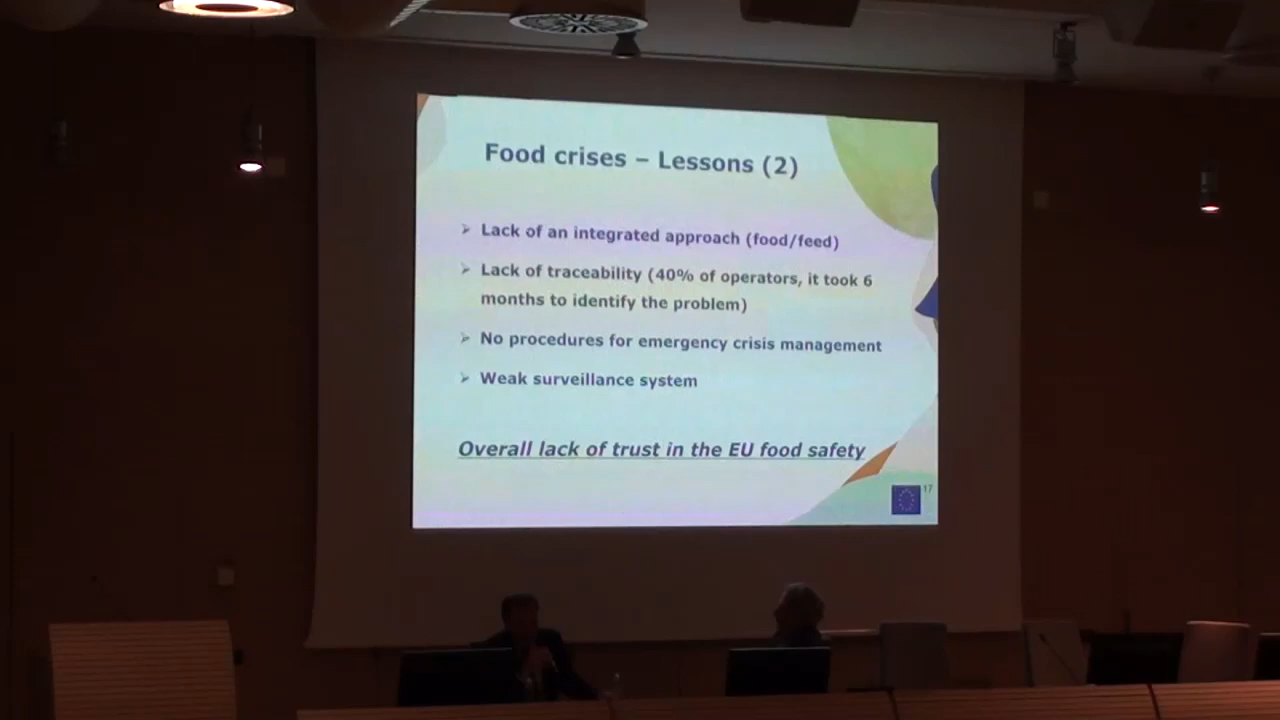 Food crises – Lessons (2)
Lack of an integrated approach (food/feed)
Lack of traceability (40% of operators, it took 6
months to identify the problem)
No procedures for emergency crisis management
Weak surveillance system
Overall lack of trust in the EU food safety
17